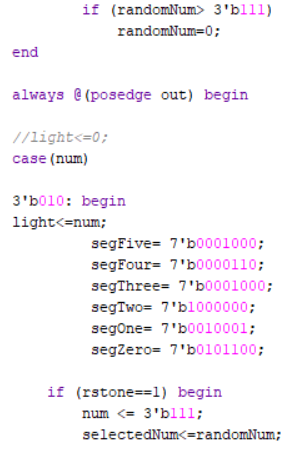 if (randomNum> 3'b111)
randomNum=0;
end
always @(posedge out) begin
//light<=0;
case(num)
3'b010: begin
light<=num;
segFive= 7'b0001000;
segFour= 7'b0000110;
segThree= 7'b0001000;
segTwo= 7'b1000000;
segOne= 7'b0010001;
segZero= 7'b0101100;
if (rstone==1) begin
num <= 3'b111;
selectedNum<=randomNum;